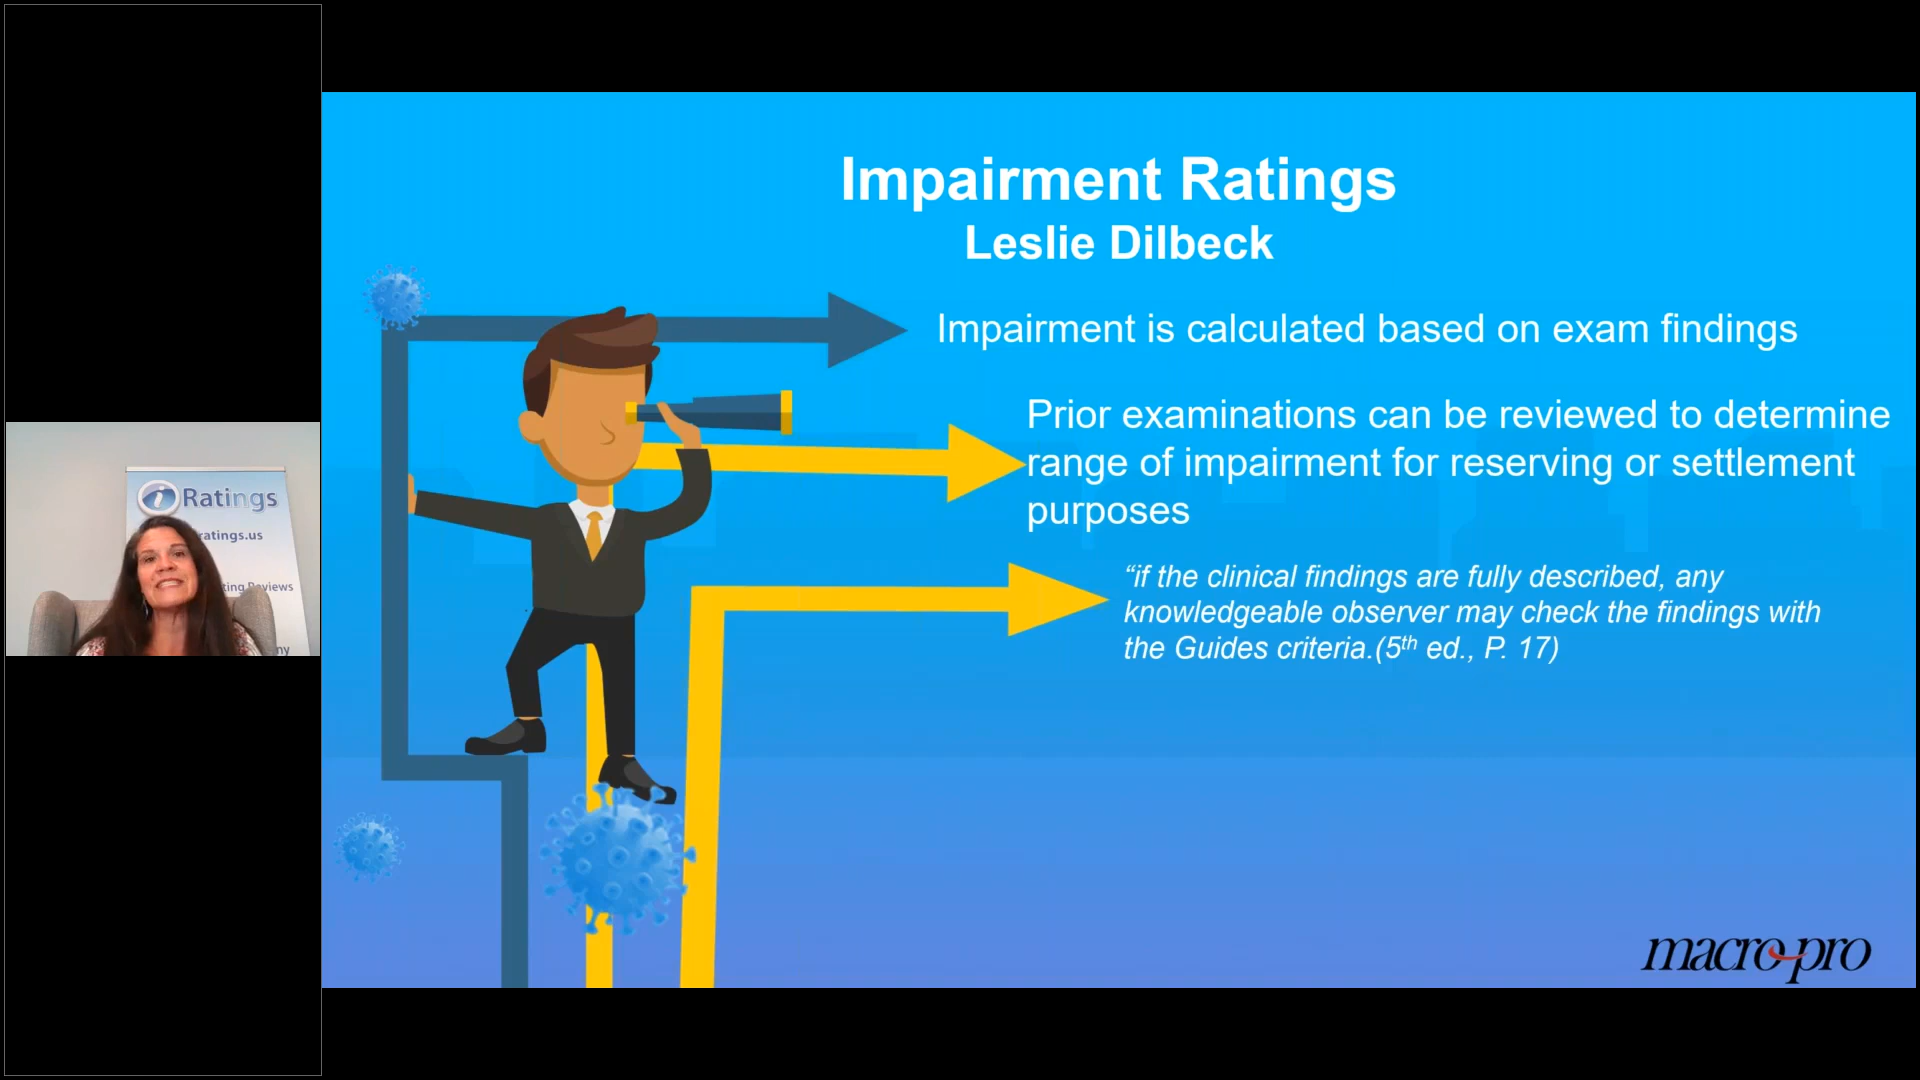 Impairment Ratings
Leslie Dilbeck
Impairment is calculated based on exam findings
Prior examinations can be reviewed to determine
range of impairment for reserving or settlement
purposes
“if the clinical findings are fully described, any
knowledgeable observer may check the findings with
the Guides criteria.(5th ed., P. 17)
macro-pro
i Ratings
ratings.us
ting Reviews
ny